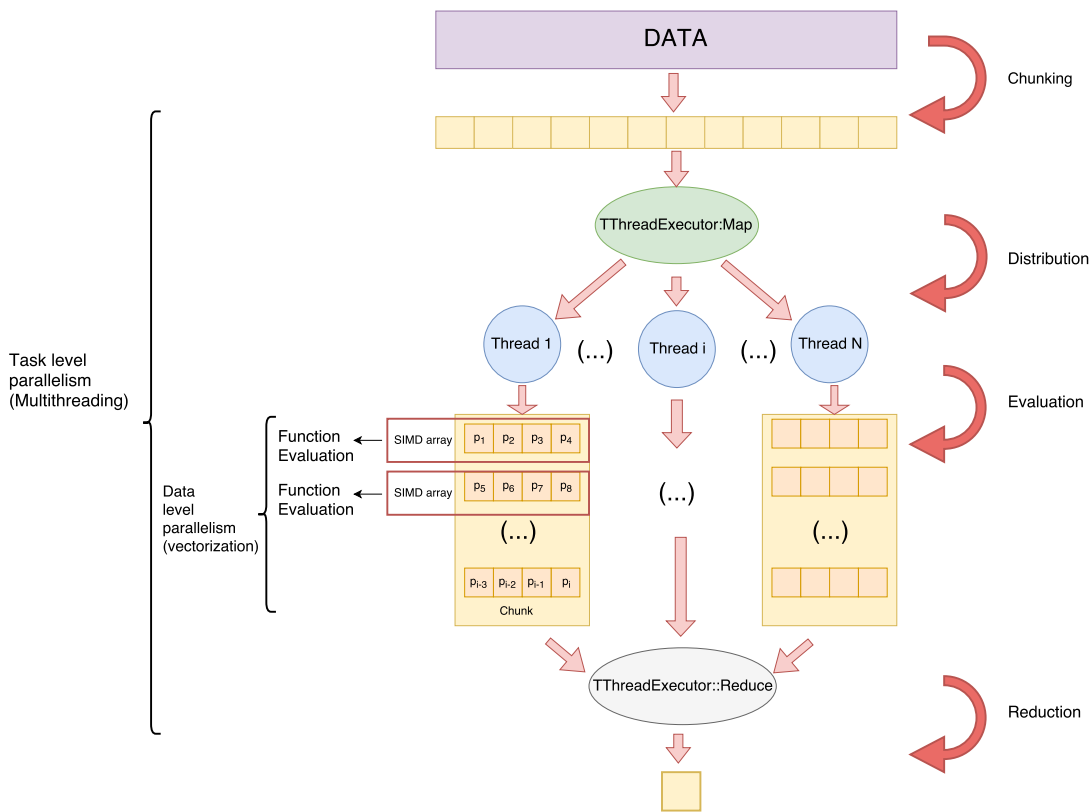 DATA
Chunking
TThreadExecutor:Map
Distribution
Thread 1
(...)
Thread i
(...)
Thread N
Task level
parallelism
(Multithreading)
Evaluation
Function
Evaluation
SIMD array
p1 p2 p3 p4
Function
Evaluation
SIMD array
p5 p6 p7 p8
Data
level
parallelism
(vectorization)
(...)
(...)
(...)
pi-3 pi-2 pi-1 pi
Chunk
TThreadExecutor::Reduce
Reduction